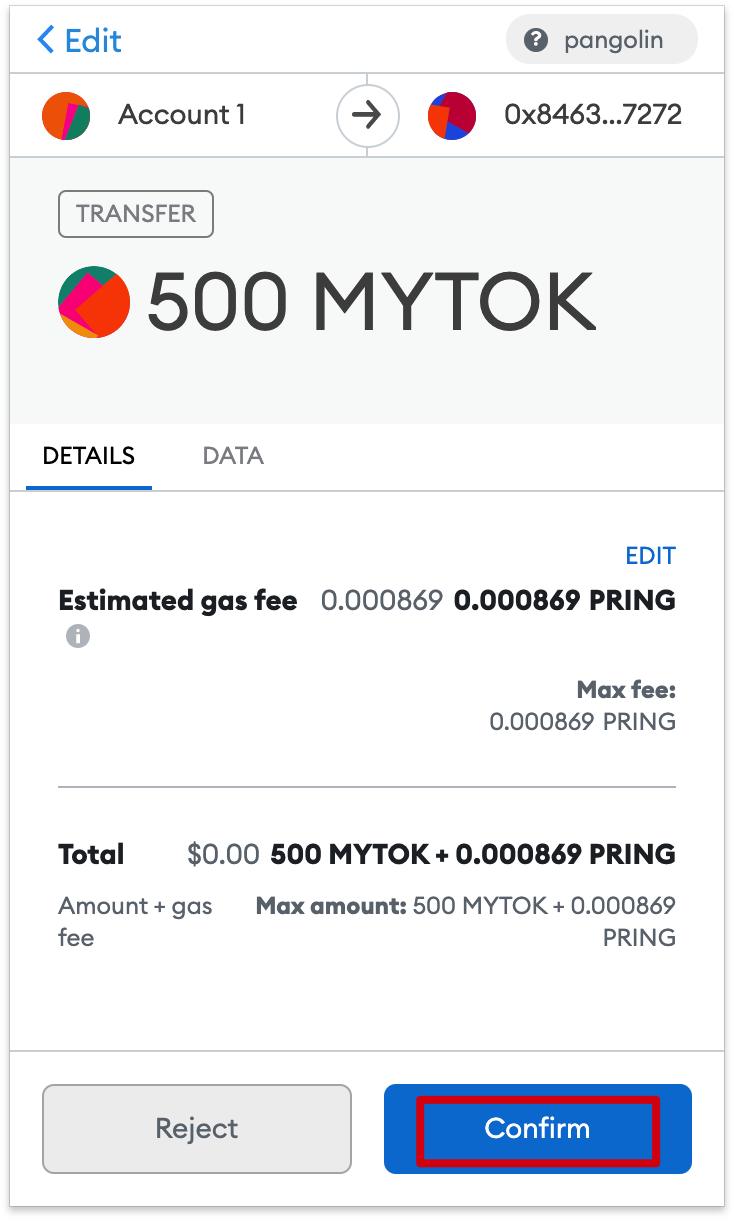 Edit
? pangolin
Account 1
0x8463...7272
TRANSFER
500 MYTOK
DETAILS DATA
EDIT
Estimated gas fee 0.000869 0.000869 PRING
i
Max fee:
0.000869 PRING
Total $0.00 500 MYTOK + 0.000869 PRING
Amount + gas fee
Max amount: 500 MYTOK + 0.000869 PRING
Reject Confirm